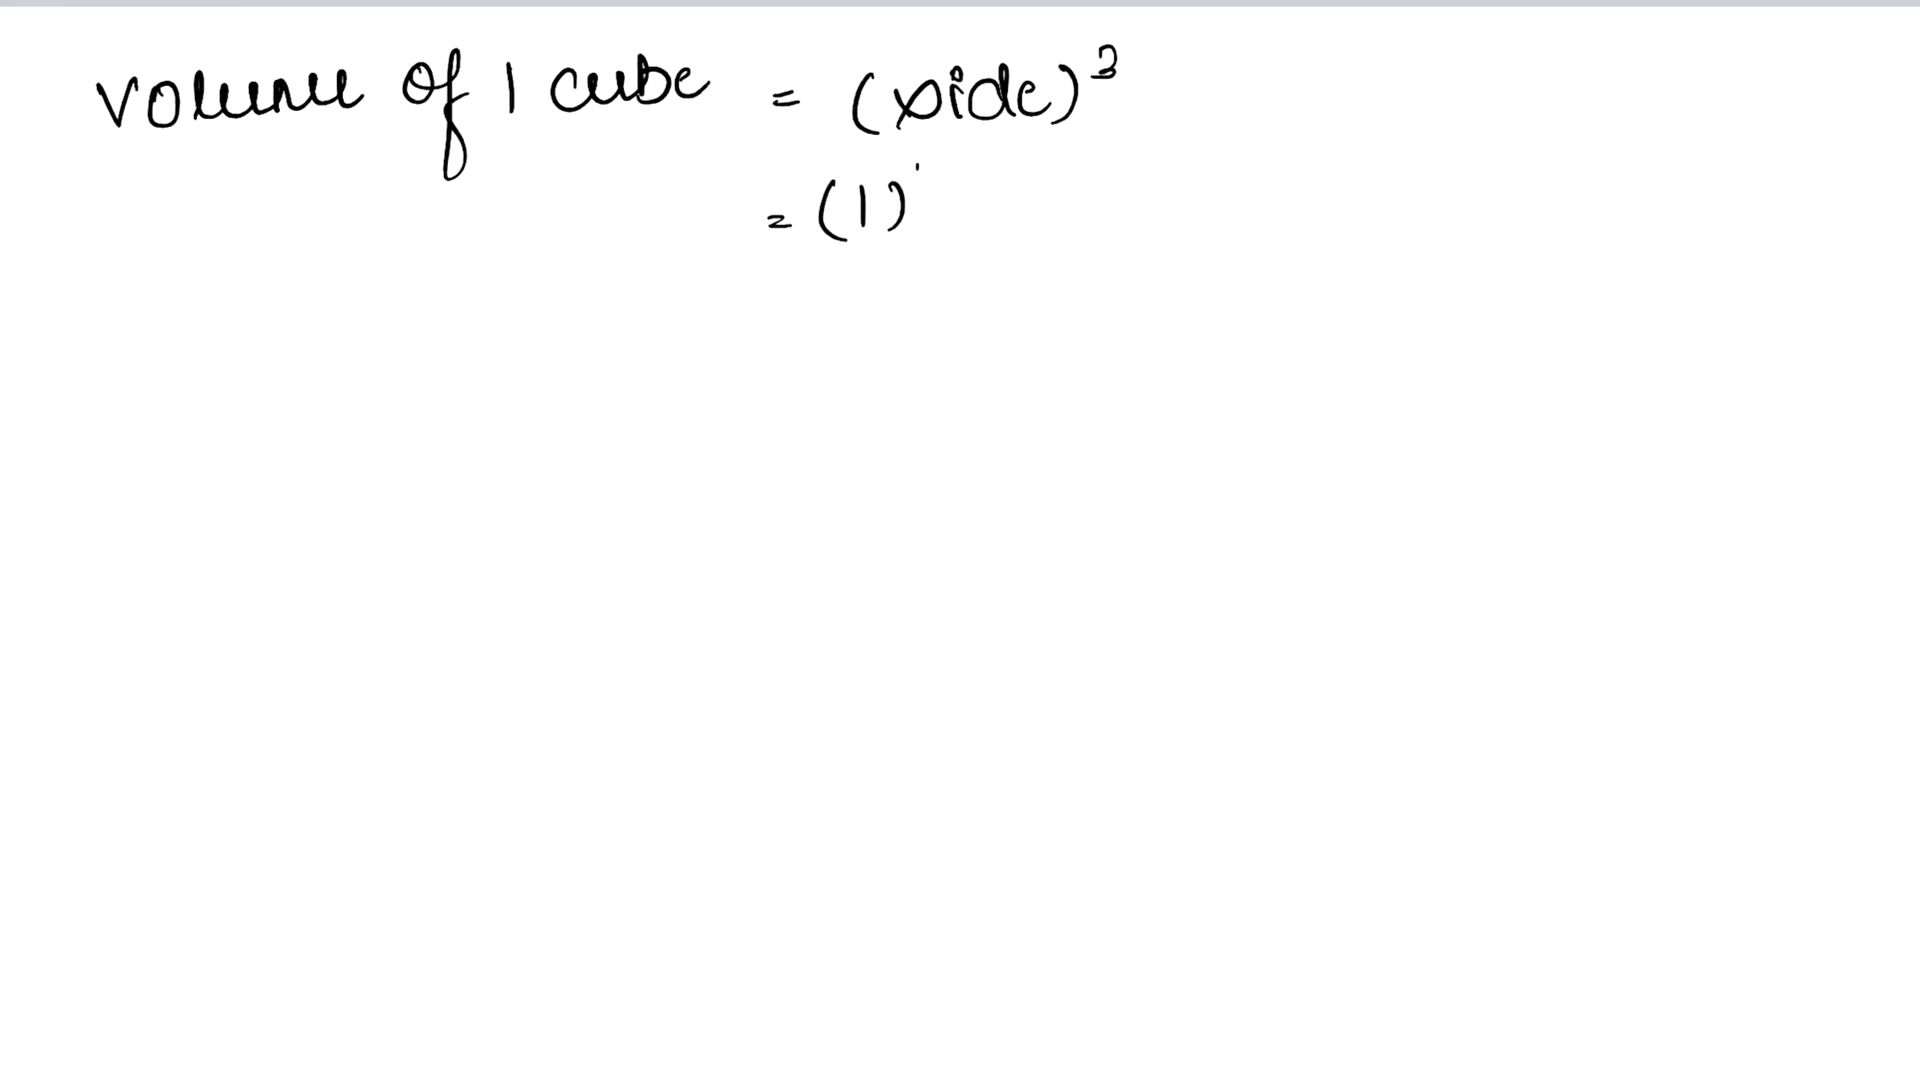 volume of 1 cube = (side)³
= (1)